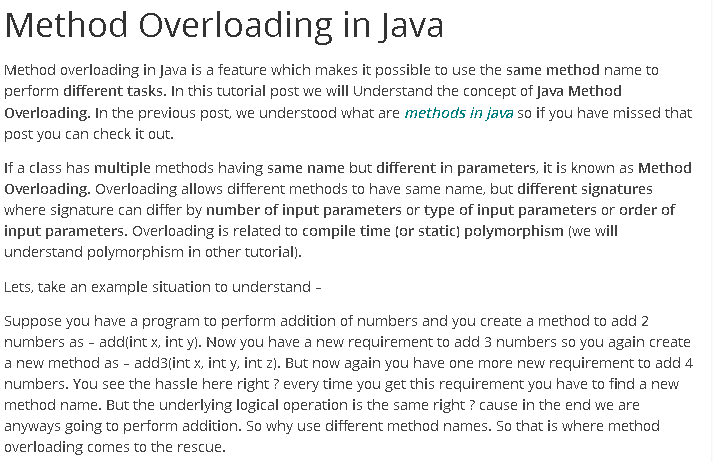 Method Overloading in Java
Method overloading in Java is a feature which makes it possible to use the same method name to
perform different tasks. In this tutorial post we will Understand the concept of Java Method
Overloading. In the previous post, we understood what are methods in java so if you have missed that
post you can check it out.
If a class has multiple methods having same name but different in parameters, it is known as Method
Overloading. Overloading allows different methods to have same name, but different signatures
where signature can differ by number of input parameters or type of input parameters or order of
input parameters. Overloading is related to compile time (or static) polymorphism (we will
understand polymorphism in other tutorial).
Lets, take an example situation to understand –
Suppose you have a program to perform addition of numbers and you create a method to add 2
numbers as – add(int x, int y). Now you have a new requirement to add 3 numbers so you again create
a new method as – add3(int x, int y, int z). But now again you have one more new requirement to add 4
numbers. You see the hassle here right ? every time you get this requirement you have to find a new
method name. But the underlying logical operation is the same right ? cause in the end we are
anyways going to perform addition. So why use different method names. So that is where method
overloading comes to the rescue.